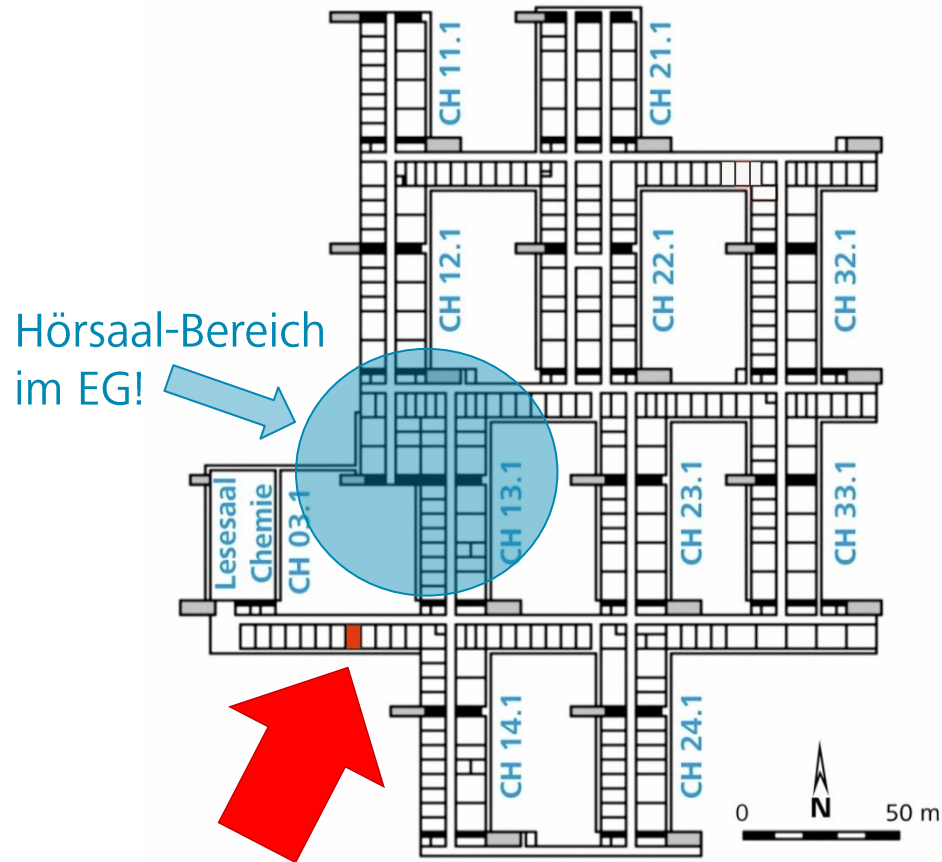 CH 11.1
CH 21.1
CH 12.1
CH 22.1
CH 32.1
Hörsaal-Bereich
im EG!
Lesesaal
Chemie
CH 03.1
CH 13.1
CH 23.1
CH 33.1
CH 14.1
CH 24.1
N
0
50 m